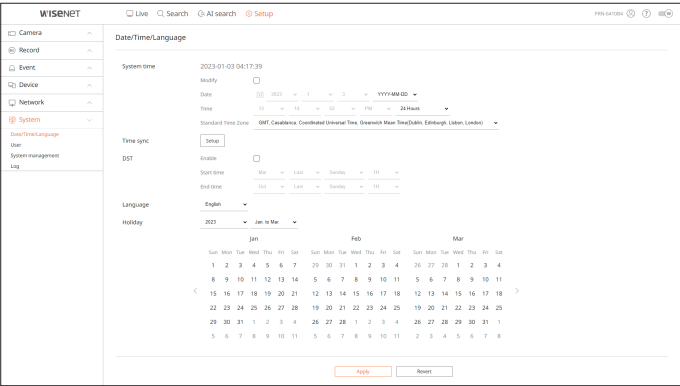 WISENET Live Search AI search Setup PRN-6410B4
Camera
Record
Event
Device
Network
System
Date/Time/Language
User
System management
Log
Date/Time/Language
System time 2023-01-03 04:17:39
Modify
Date 2023 1 3 YYYY-MM-DD
Time PM 24 Hours
Standard Time Zone GMT, Casablanca, Coordinated Universal Time, Greenwich Mean Time(Dublin, Edinburgh, Lisbon, London)
Time sync Setup
DST Enable
Start time Mar Last Sunday 1H
End time Oct Last Sunday 1H
Language English
Holiday 2023 Jan. to Mar.
Jan Feb Mar
Sun Mon Tue Wed Thu Fri Sat Sun Mon Tue Wed Thu Fri Sat Sun Mon Tue Wed Thu Fri Sat
1 2 3 4 5 6 7 29 30 31 1 2 3 4 26 27 28 1 2 3 4
8 9 10 11 12 13 14 5 6 7 8 9 10 11 5 6 7 8 9 10 11
15 16 17 18 19 20 21 12 13 14 15 16 17 18 12 13 14 15 16 17 18
22 23 24 25 26 27 28 19 20 21 22 23 24 25 19 20 21 22 23 24 25
29 30 31 1 2 3 4 26 27 28 1 2 3 4 26 27 28 29 30 31 1
5 6 7 8 9 10 11 5 6 7 8 9 10 11 2 3 4 5 6 7 8
Apply Revert